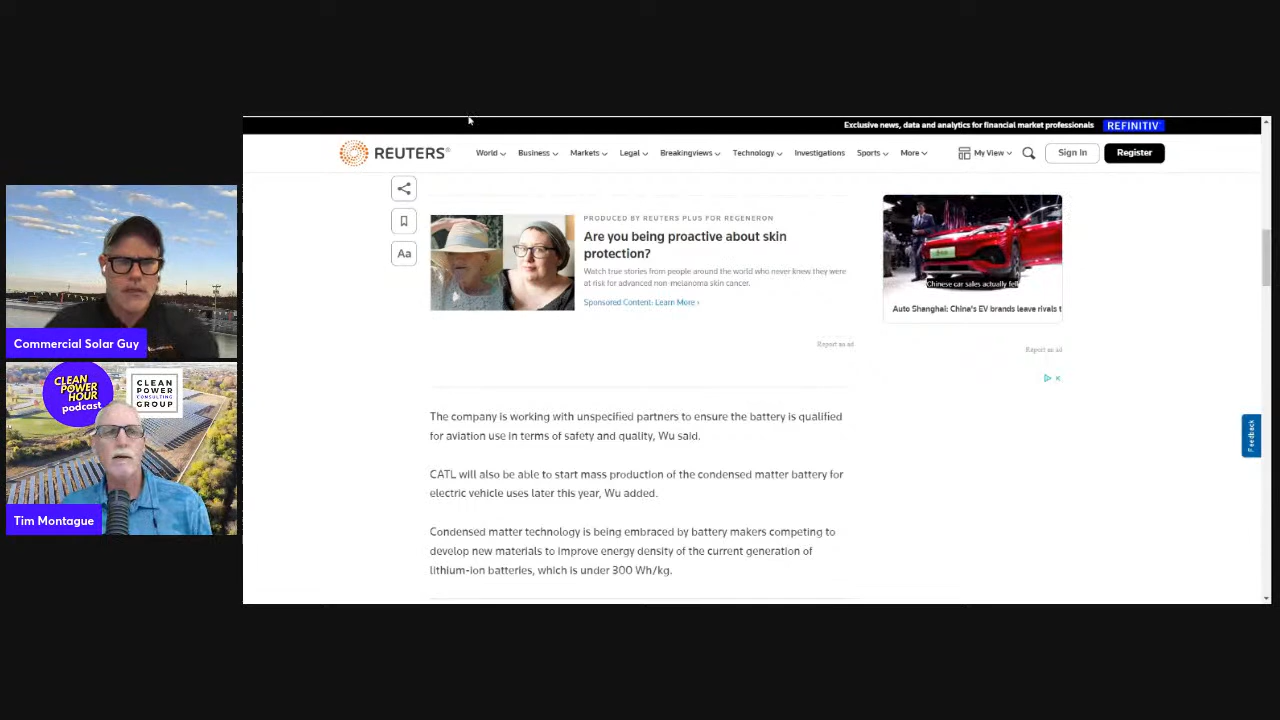 Exclusive news, data and analytics for financial market professionals REFINITIV
REUTERS®
World Business Markets Legal Breakingviews Technology Investigations Sports More My View Sign In Register
PRODUCED BY REUTERS PLUS FOR REGENERON
Are you being proactive about skin
protection?
Watch true stories from people around the world who never knew they were
at risk for advanced non-melanoma skin cancer.
Sponsored Content: Learn More ›
Report an ad
Aa
Chinese car sales actually fell
Auto Shanghai: China's EV brands leave rivals t
Report an ad
The company is working with unspecified partners to ensure the battery is qualified
for aviation use in terms of safety and quality, Wu said.
CATL will also be able to start mass production of the condensed matter battery for
electric vehicle uses later this year, Wu added.
Condensed matter technology is being embraced by battery makers competing to
develop new materials to improve energy density of the current generation of
lithium-ion batteries, which is under 300 Wh/kg.
Feedback
Commercial Solar Guy
CLEAN
POWER
HOUR
podcast
CLEAN
POWER
CONSULTING
GROUP
Tim Montague